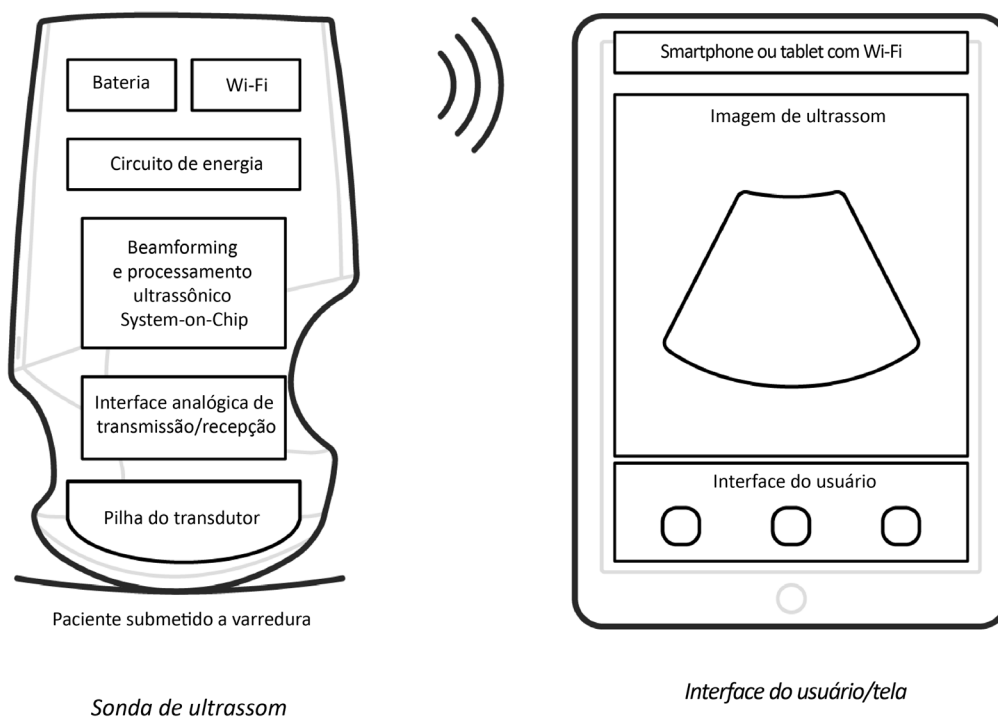 Bateria
Wi-Fi
Circuito de energia
Beamforming
e processamento
ultrassônico
System-on-Chip
Interface analógica de
transmissão/recepção
Pilha do transdutor
Paciente submetido a varredura
Sonda de ultrassom
Smartphone ou tablet com Wi-Fi
Imagem de ultrassom
Interface do usuário
Interface do usuário/tela